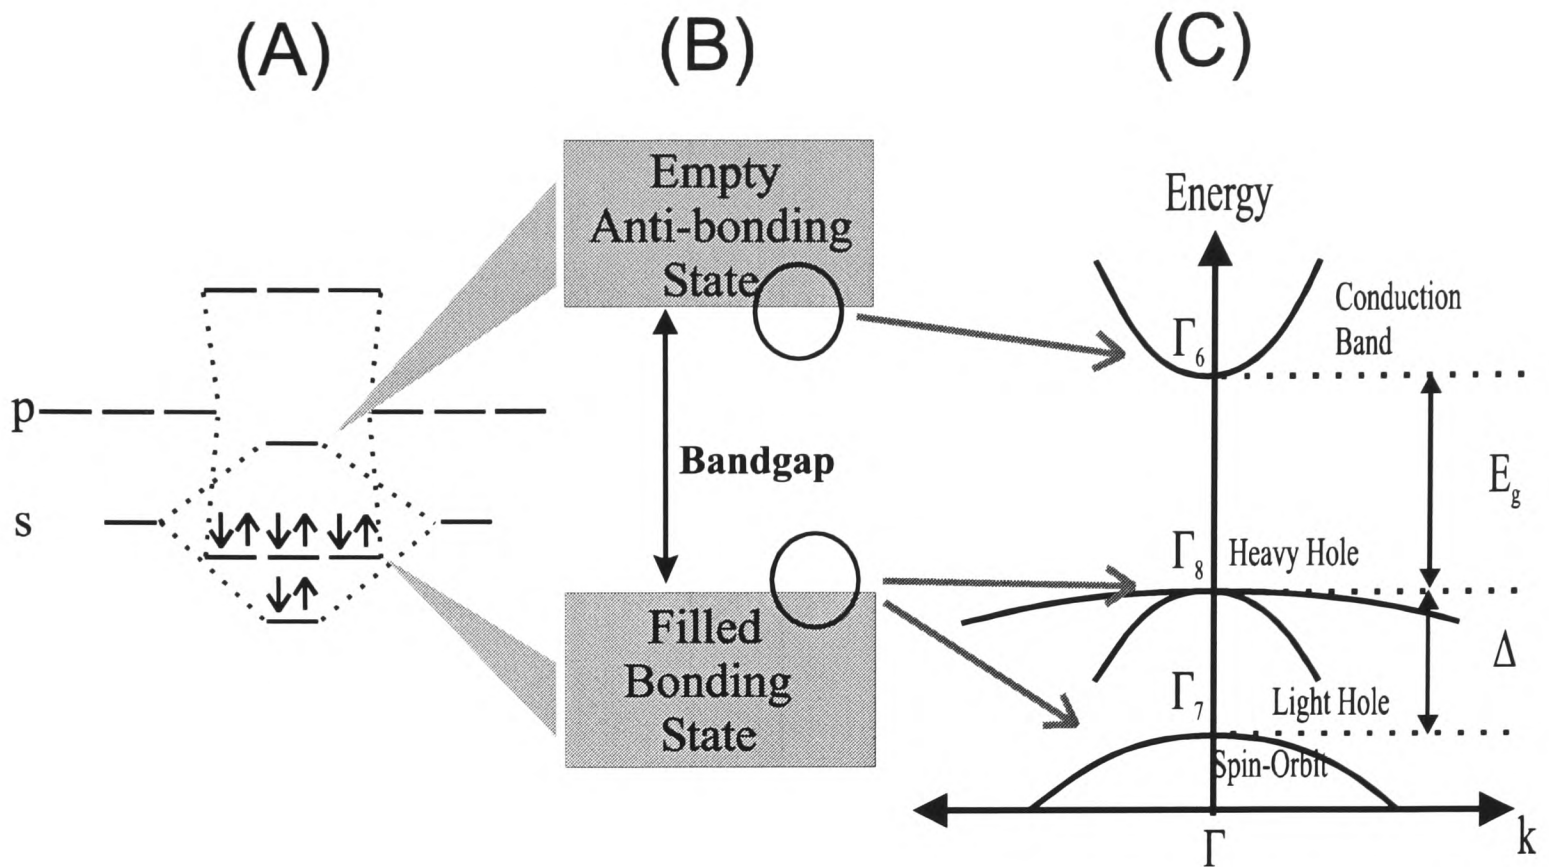 (A)
(B)
(C)
p
s
Empty
Anti-bonding
State
Bandgap
Filled
Bonding
State
Energy
Conduction
Band
Γ6
Eg
Γ8
Heavy Hole
Δ
Γ7
Light Hole
Spin-Orbit
Γ
k